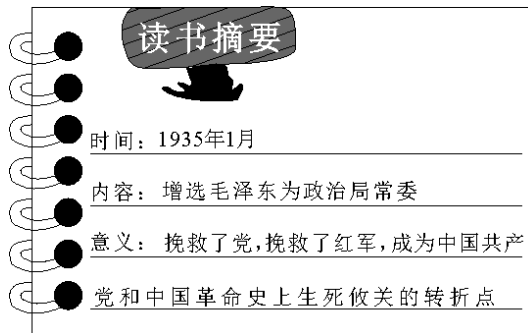 读书摘要
时间：1935年1月
内容：增选毛泽东为政治局常委
意义：挽救了党，挽救了红军，成为中国共产
党和中国革命史上生死攸关的转折点